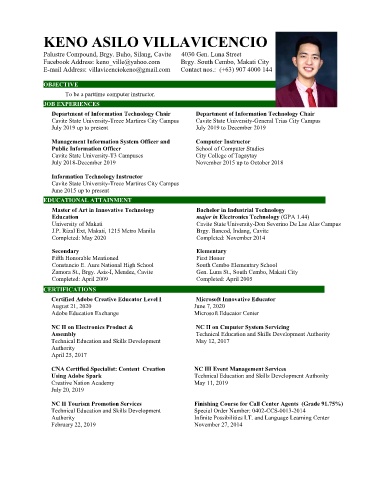 KENO ASILO VILLAVICENCIO
Palustre Compound, Brgy. Buho, Silang, Cavite
4030 Gen. Luna Street
Facebook Address: keno_ville@yahoo.com
Brgy. South Cembo, Makati City
E-mail Address: villavicenciokeno@gmail.com
Contact nos.: (+63) 907 4000 144
OBJECTIVE
To be a parttime computer instructor.
JOB EXPERIENCES
Department of Information Technology Chair
Cavite State University-Trece Martires City Campus
July 2019 up to present
Department of Information Technology Chair
Cavite State University-General Trias City Campus
July 2019 to December 2019
Management Information System Officer and
Public Information Officer
Cavite State University-T3 Campuses
July 2018-December 2019
Computer Instructor
School of Computer Studies
City College of Tagaytay
November 2015 up to October 2018
Information Technology Instructor
Cavite State University-Trece Martires City Campus
June 2015 up to present
EDUCATIONAL ATTAINMENT
Master of Art in Innovative Technology
Education
University of Makati
J.P. Rizal Ext, Makati, 1215 Metro Manila
Completed: May 2020
Bachelor in Industrial Technology
major in Electronics Technology (GPA 1.44)
Cavite State University-Don Severino De Las Alas Campus
Brgy. Bancod, Indang, Cavite
Completed: November 2014
Secondary
Fifth Honorable Mentioned
Constancio E. Aure National High School
Zamora St., Brgy. Asis-I, Mendez, Cavite
Completed: April 2009
Elementary
First Honor
South Cembo Elementary School
Gen. Luna St., South Cembo, Makati City
Completed: April 2005
CERTIFICATIONS
Certified Adobe Creative Educator Level I
August 21, 2020
Adobe Education Exchange
Microsoft Innovative Educator
June 7, 2020
Microsoft Educator Center
NC II on Electronics Product &
Assembly
Technical Education and Skills Development
Authority
April 25, 2017
NC II on Cmputer System Servicing
Technical Education and Skills Development Authority
May 12, 2017
CNA Certified Specialist: Content Creation
Using Adobe Spark
Creative Nation Academy
July 20, 2019
NC III Event Management Services
Technical Education and Skills Development Authority
May 11, 2019
NC II Tourism Promotion Services
Technical Education and Skills Development
Authority
February 22, 2019
Finishing Course for Call Center Agents (Grade 91.75%)
Special Order Number: 0402-CCS-0013-2014
Infinite Possibilities I.T. and Language Learning Center
November 27, 2014